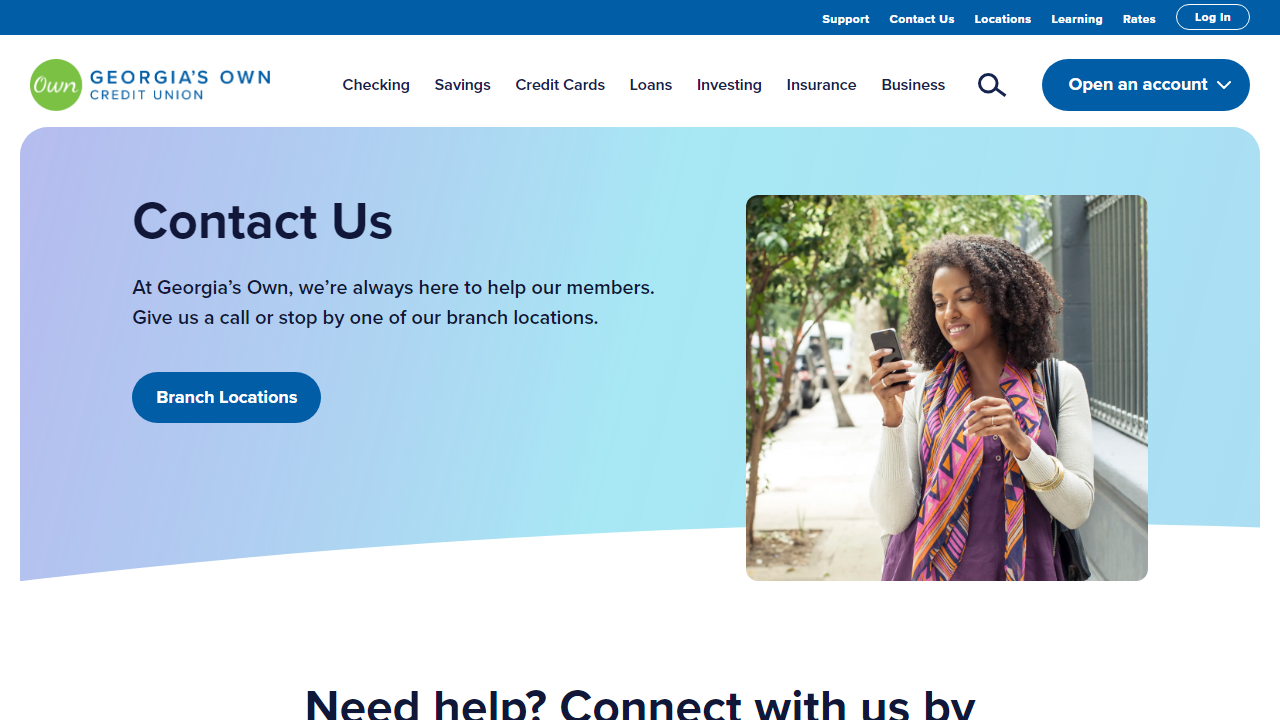 Support Contact Us Locations Learning Rates Log In
Own GEORGIA'S OWN
CREDIT UNION
Checking Savings Credit Cards Loans Investing Insurance Business Open an account
Contact Us
At Georgia’s Own, we’re always here to help our members.
Give us a call or stop by one of our branch locations.
Branch Locations
Need help? Connect with us by